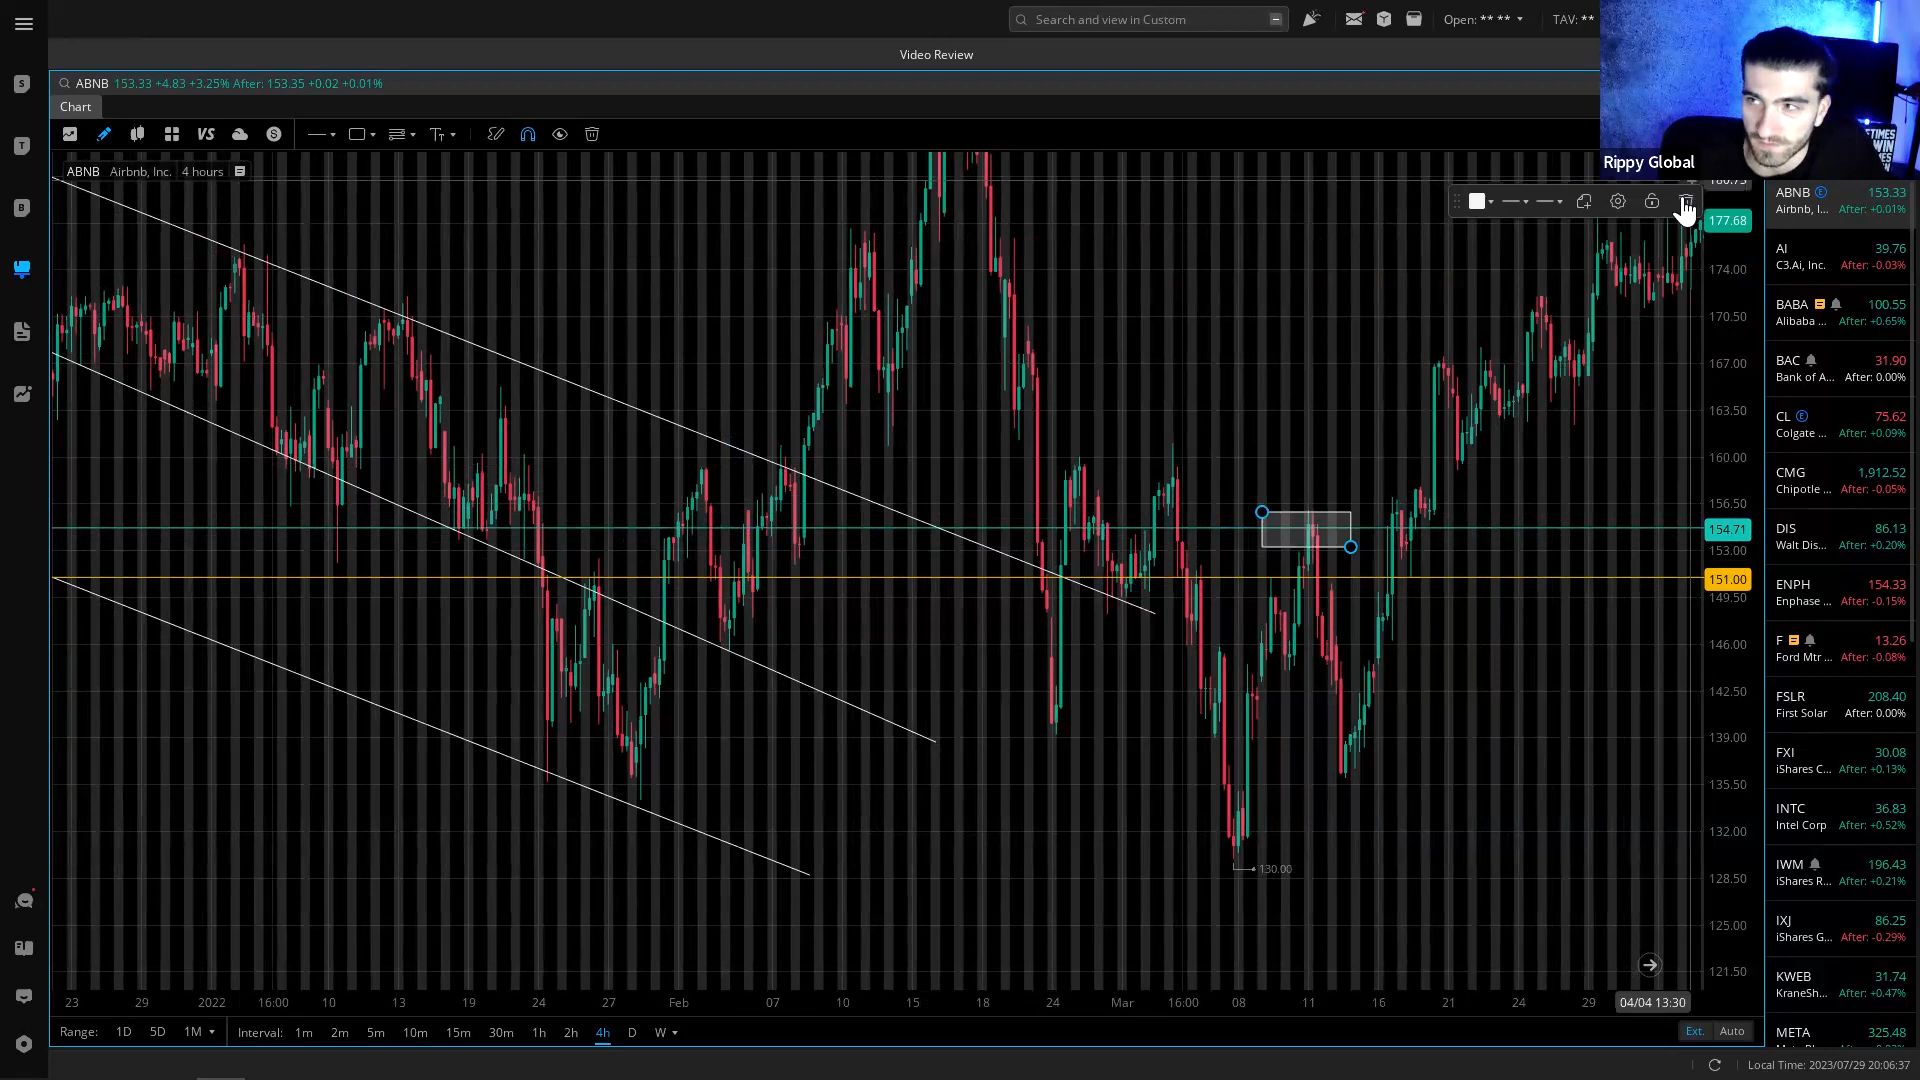 Search and view in Custom
Open: ** **
TAV: **
Video Review
ABNB 153.33 +4.83 +3.25% After: 153.35 +0.02 +0.01%
Chart
VS
ABNB Airbnb, Inc. 4 hours
Rippy Global
177.68
174.00
170.50
167.00
163.50
160.00
156.50
154.71
153.00
151.00
149.50
146.00
142.50
139.00
135.50
132.00
128.50
125.00
121.50
130.00
23 29 2022 16:00 10 13 19 24 27 Feb 07 10 15 18 24 Mar 16:00 08 11 16 21 24 29 04/04 13:30
Range: 1D 5D 1M Interval: 1m 2m 5m 10m 15m 30m 1h 2h 4h D W Ext. Auto
ABNB 153.33
Airbnb, I... After: +0.01%
AI 39.76
C3.Ai, Inc. After: -0.03%
BABA 100.55
Alibaba ... After: +0.65%
BAC 31.90
Bank of A... After: 0.00%
CL 75.62
Colgate ... After: +0.09%
CMG 1,912.52
Chipotle ... After: -0.05%
DIS 86.13
Walt Dis... After: +0.20%
ENPH 154.33
Enphase ... After: -0.15%
F 13.26
Ford Mtr ... After: -0.08%
FSLR 208.40
First Solar After: 0.00%
FXI 30.08
iShares C... After: +0.13%
INTC 36.83
Intel Corp After: +0.52%
IWM 196.43
iShares R... After: +0.21%
IXJ 86.25
iShares G... After: -0.29%
KWEB 31.74
KraneSh... After: +0.47%
META 325.48
Local Time: 2023/07/29 20:06:37